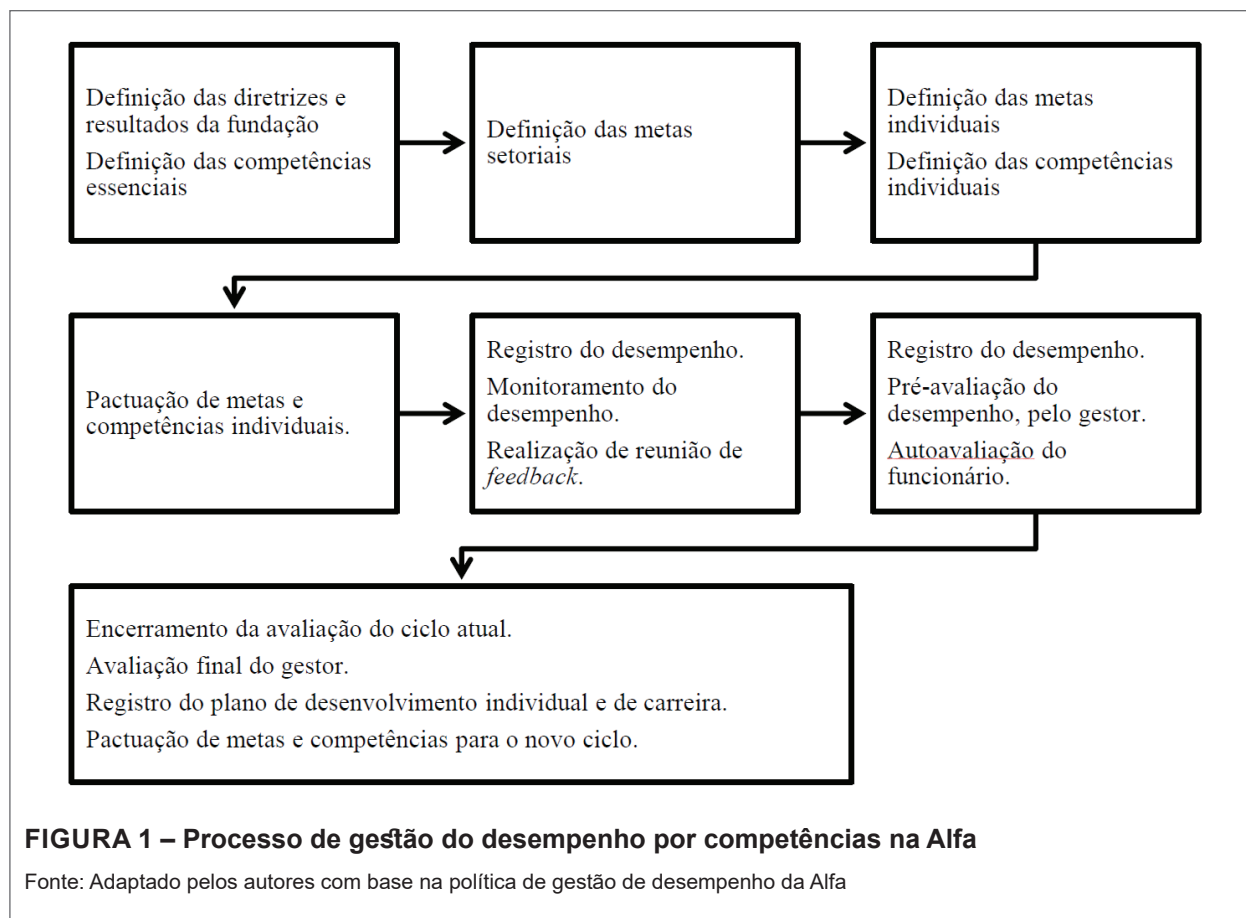 Definição das diretrizes e
resultados da fundação
Definição das competências
essenciais
Definição das metas
setoriais
Definição das metas
individuais
Definição das competências
individuais
Pactuação de metas e
competências individuais.
Registro do desempenho.
Monitoramento do
desempenho.
Realização de reunião de
feedback.
Registro do desempenho.
Pré-avaliação do
desempenho, pelo gestor.
Autoavaliação do
funcionário.
Encerramento da avaliação do ciclo atual.
Avaliação final do gestor.
Registro do plano de desenvolvimento individual e de carreira.
Pactuação de metas e competências para o novo ciclo.
FIGURA 1 – Processo de gestão do desempenho por competências na Alfa
Fonte: Adaptado pelos autores com base na política de gestão de desempenho da Alfa